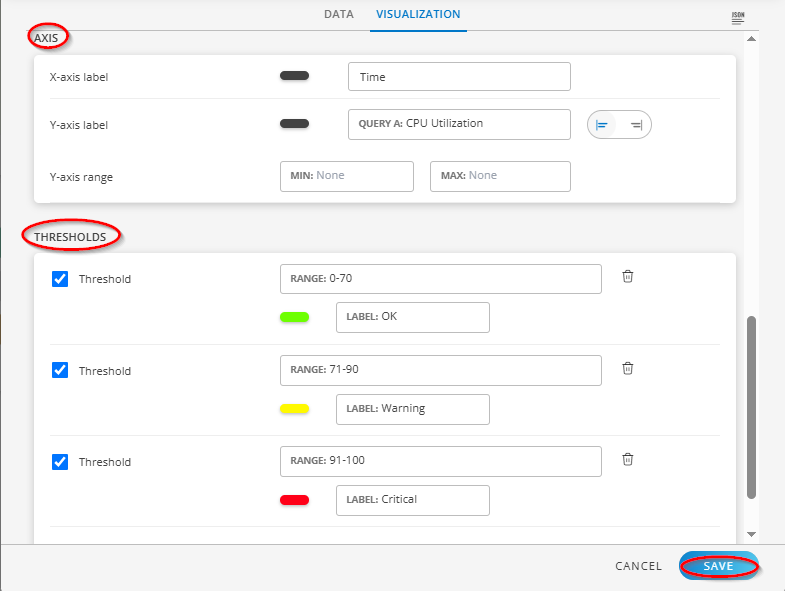 DATA VISUALIZATION JSON
AXIS
X-axis label Time
Y-axis label QUERY A: CPU Utilization
Y-axis range MIN: None MAX: None
THRESHOLDS
Threshold RANGE: 0-70
LABEL: OK
Threshold RANGE: 71-90
LABEL: Warning
Threshold RANGE: 91-100
LABEL: Critical
CANCEL SAVE